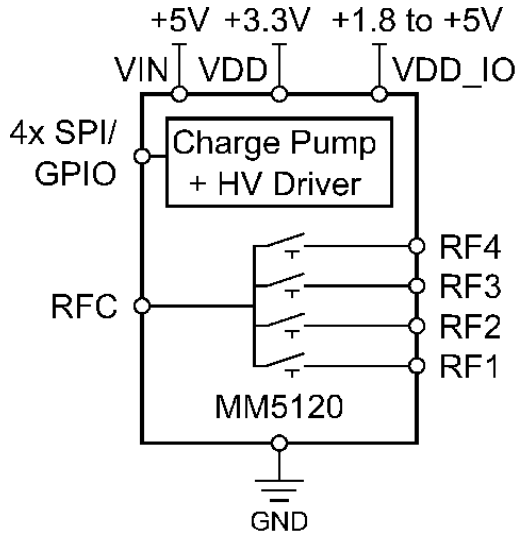 +5V +3.3V +1.8 to +5V
VIN VDD VDD_IO
4x SPI/
GPIO
Charge Pump
+ HV Driver
RF4
RF3
RFC
RF2
RF1
MM5120
GND